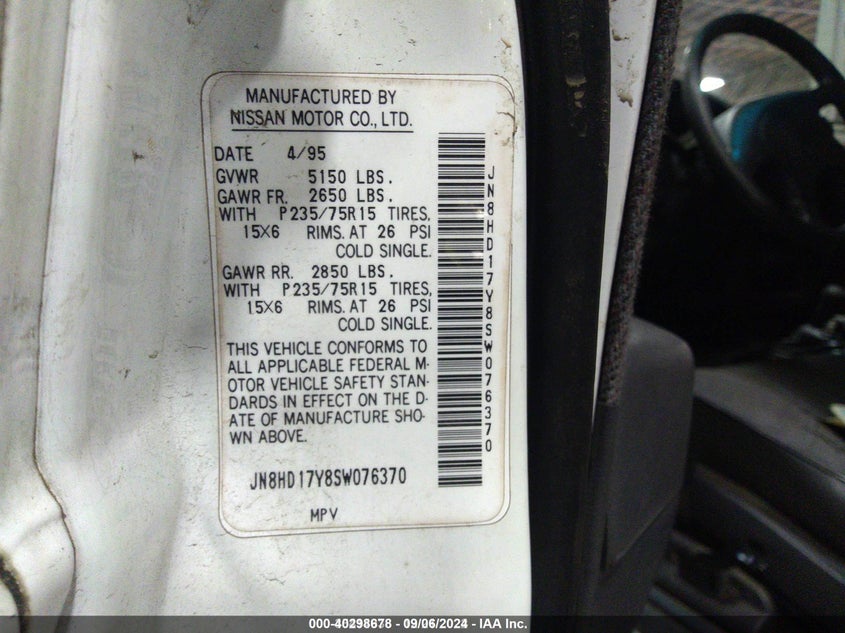 MANUFACTURED BY
NISSAN MOTOR CO., LTD.
DATE 4/95
GVWR 5150 LBS.
GAWR FR. 2650 LBS.
WITH P235/75R15 TIRES,
15X6 RIMS. AT 26 PSI
COLD SINGLE.
GAWR RR. 2850 LBS.
WITH P235/75R15 TIRES,
15X6 RIMS. AT 26 PSI
COLD SINGLE.
THIS VEHICLE CONFORMS TO
ALL APPLICABLE FEDERAL M-
OTOR VEHICLE SAFETY STAN-
DARDS IN EFFECT ON THE D-
ATE OF MANUFACTURE SHO-
WN ABOVE.
JN8HD17Y8SW076370
MPV
JN8HD17Y8SW076370
000-40298678 - 09/06/2024 - IAA Inc.